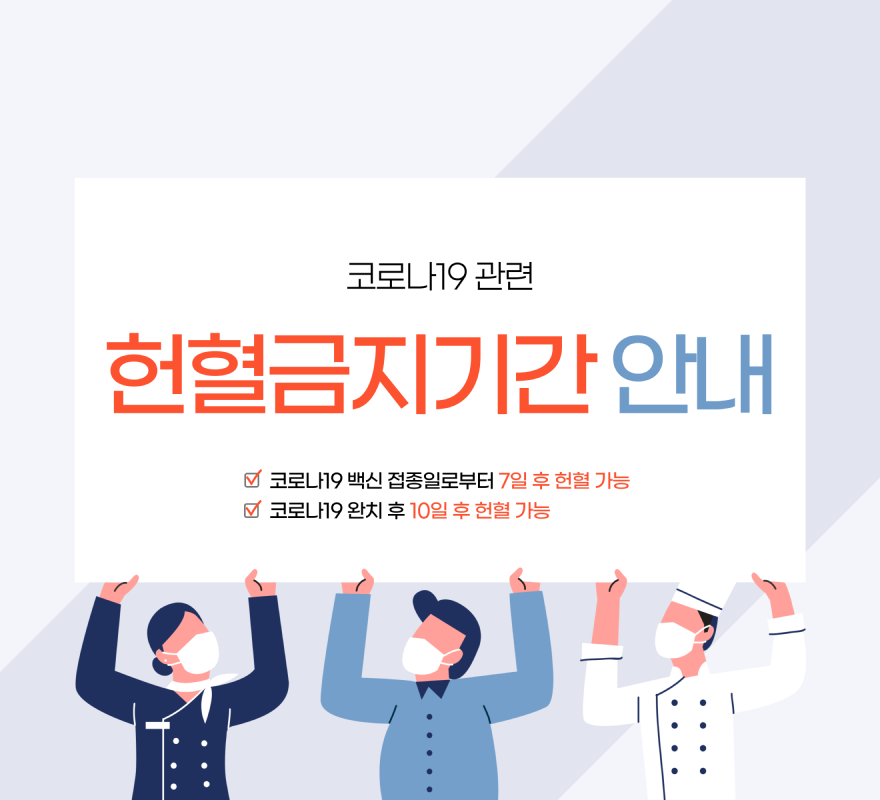 코로나19 관련
헌혈금지기간 안내
코로나19 백신 접종일로부터 7일 후 헌혈 가능
코로나19 완치 후 10일 후 헌혈 가능